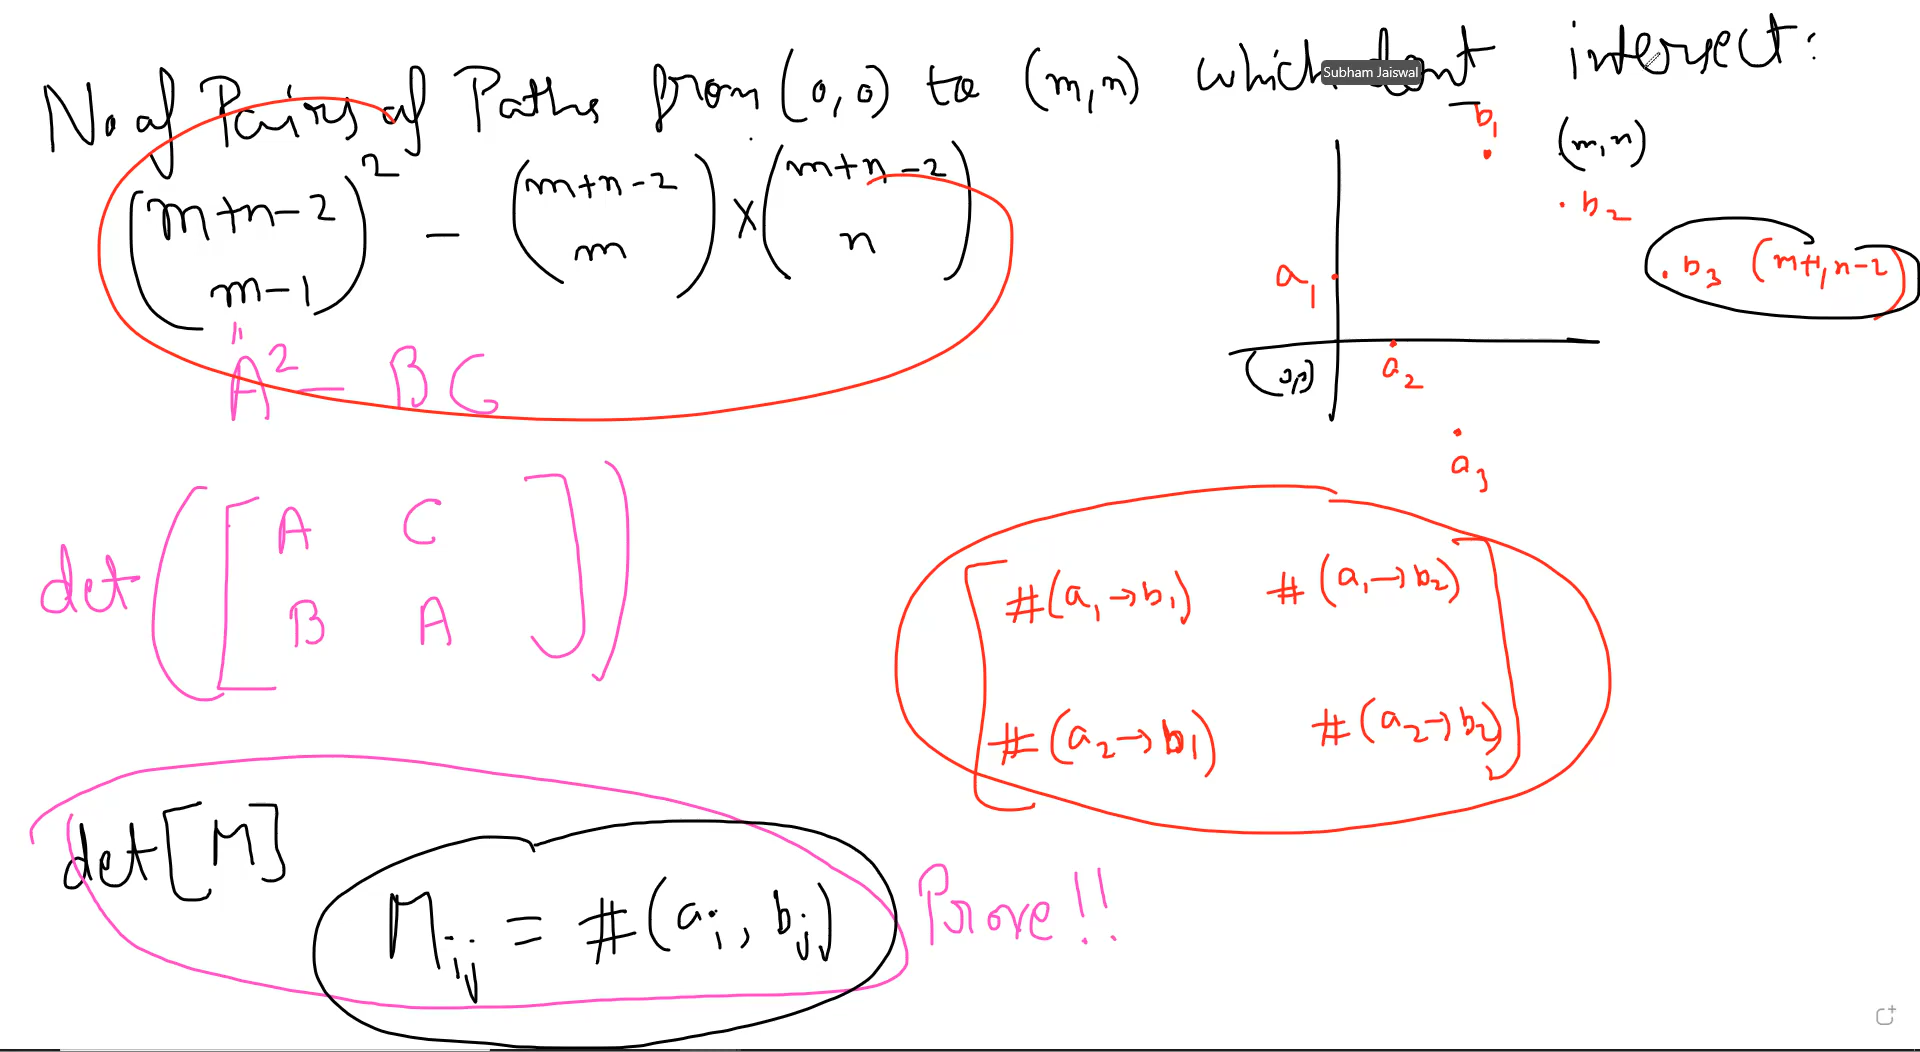 No of Pairs of Paths from (0,0) to (m,n) which dont intersect:
Subham Jaiswal
(m+n-2 m-1)² - (m+n-2 m) × (m+n-2 n)
"
A² - BC
b₁
(m,n)
b₂
b₃ (m+1, n-2)
a₁
(0,0)
a₂
a₃
det ([A C
B A])
#(a₁→b₁) #(a₁→b₂)
#(a₂→b₁) #(a₂→b₂)
det[M]
Mᵢⱼ = #(aᵢ, bⱼ) Prove!!